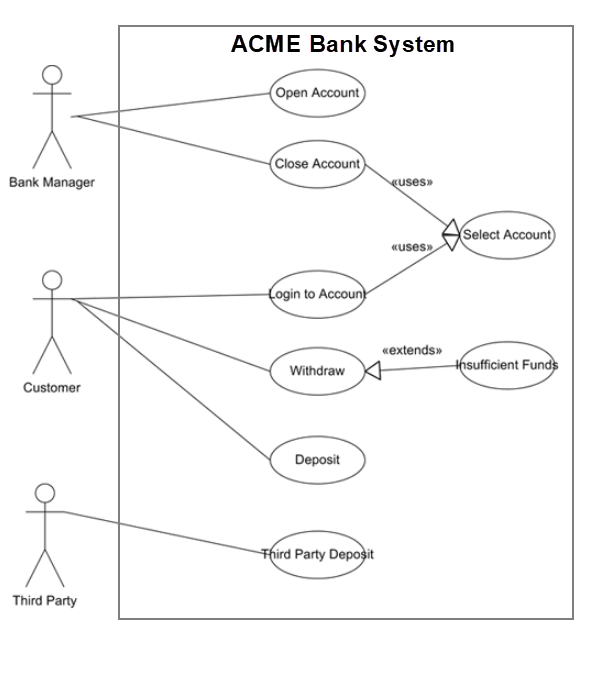 ACME Bank System
Open Account
Close Account
Bank Manager
«uses»
Select Account
«uses»
Login to Account
Customer
«extends»
Insufficient Funds
Withdraw
Deposit
Third Party Deposit
Third Party